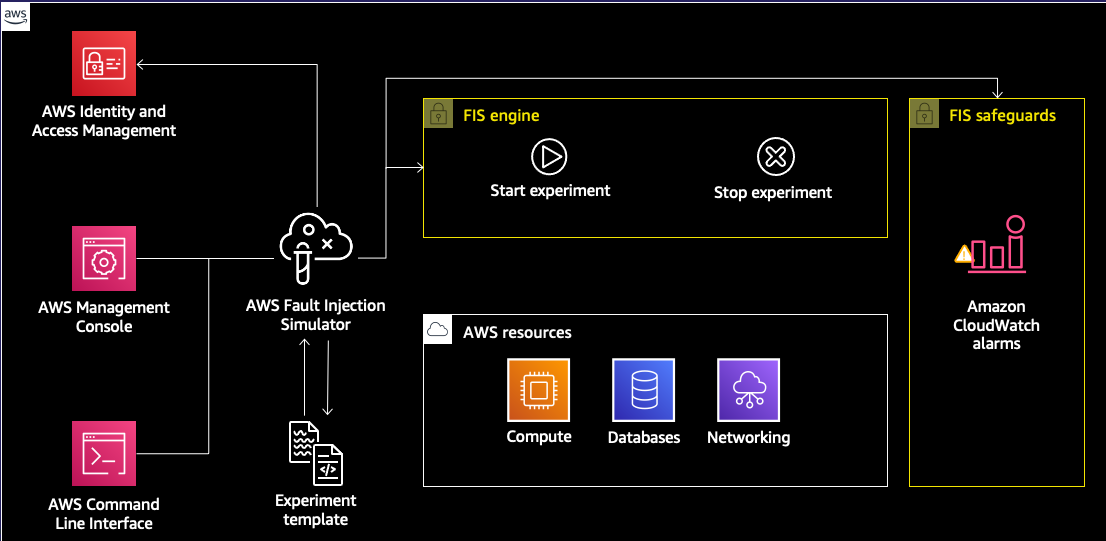 aws
AWS Identity and
Access Management
AWS Management
Console
AWS Command
Line Interface
AWS Fault Injection
Simulator
Experiment
template
FIS engine
Start experiment
Stop experiment
AWS resources
Compute
Databases
Networking
FIS safeguards
Amazon
CloudWatch
alarms